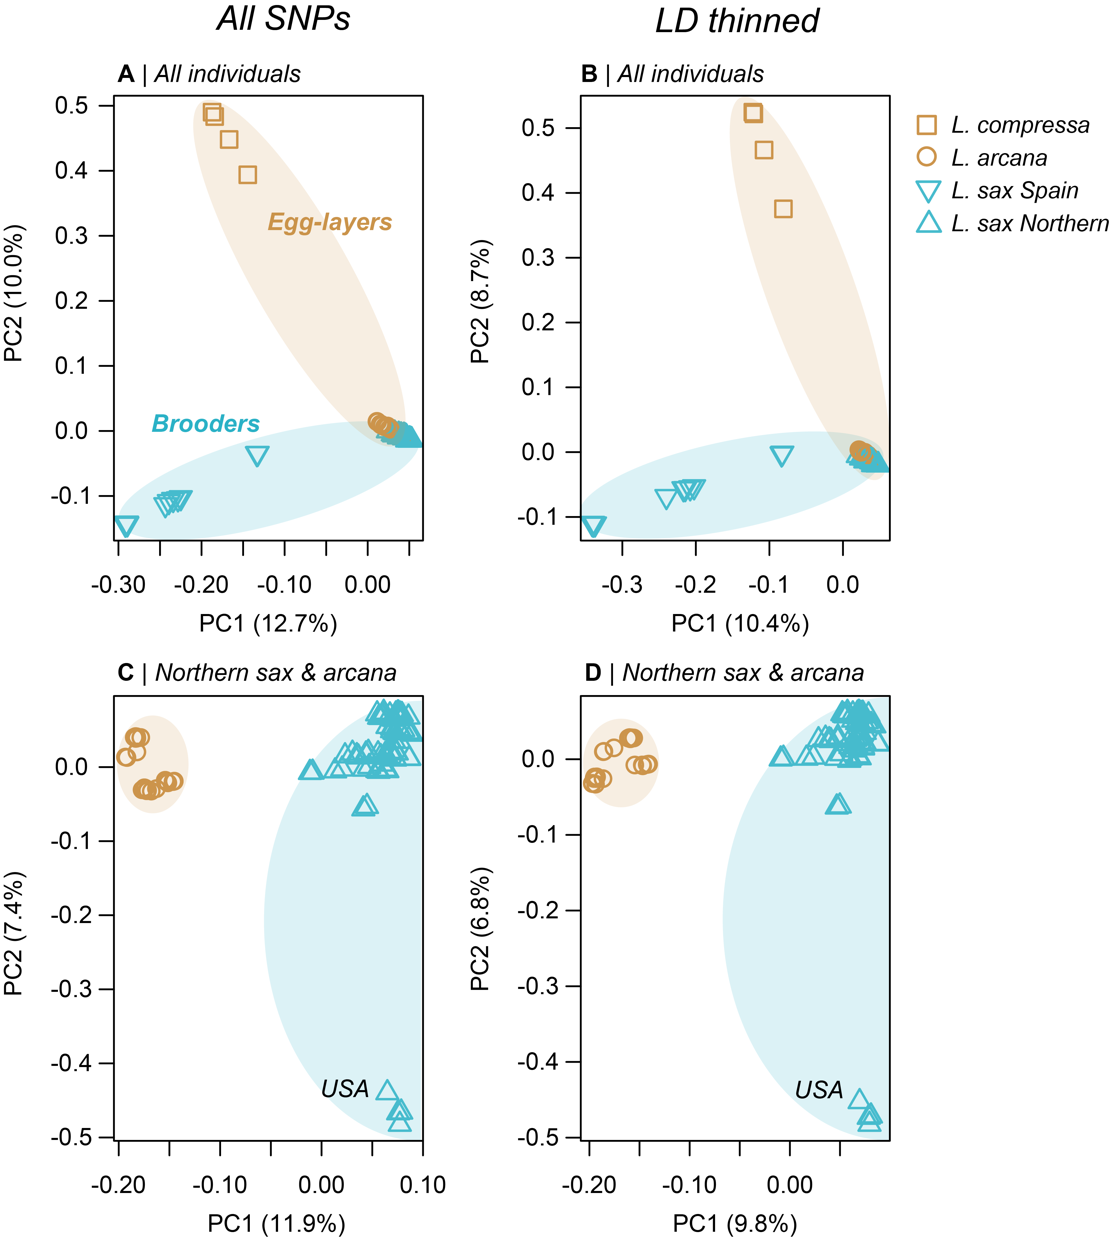 All SNPs
LD thinned
A | All individuals
0.5
0.4
0.3
0.2
0.1
0.0
-0.1
PC2 (10.0%)
Egg-layers
Brooders
-0.30 -0.20 -0.10 0.00
PC1 (12.7%)
B | All individuals
0.5
0.4
0.3
0.2
0.1
0.0
-0.1
PC2 (8.7%)
-0.3 -0.2 -0.1 0.0
PC1 (10.4%)
L. compressa
L. arcana
L. sax Spain
L. sax Northern
C | Northern sax & arcana
0.0
-0.1
-0.2
-0.3
-0.4
-0.5
PC2 (7.4%)
USA
-0.20 -0.10 0.00 0.10
PC1 (11.9%)
D | Northern sax & arcana
0.0
-0.1
-0.2
-0.3
-0.4
-0.5
PC2 (6.8%)
USA
-0.20 -0.10 0.00
PC1 (9.8%)